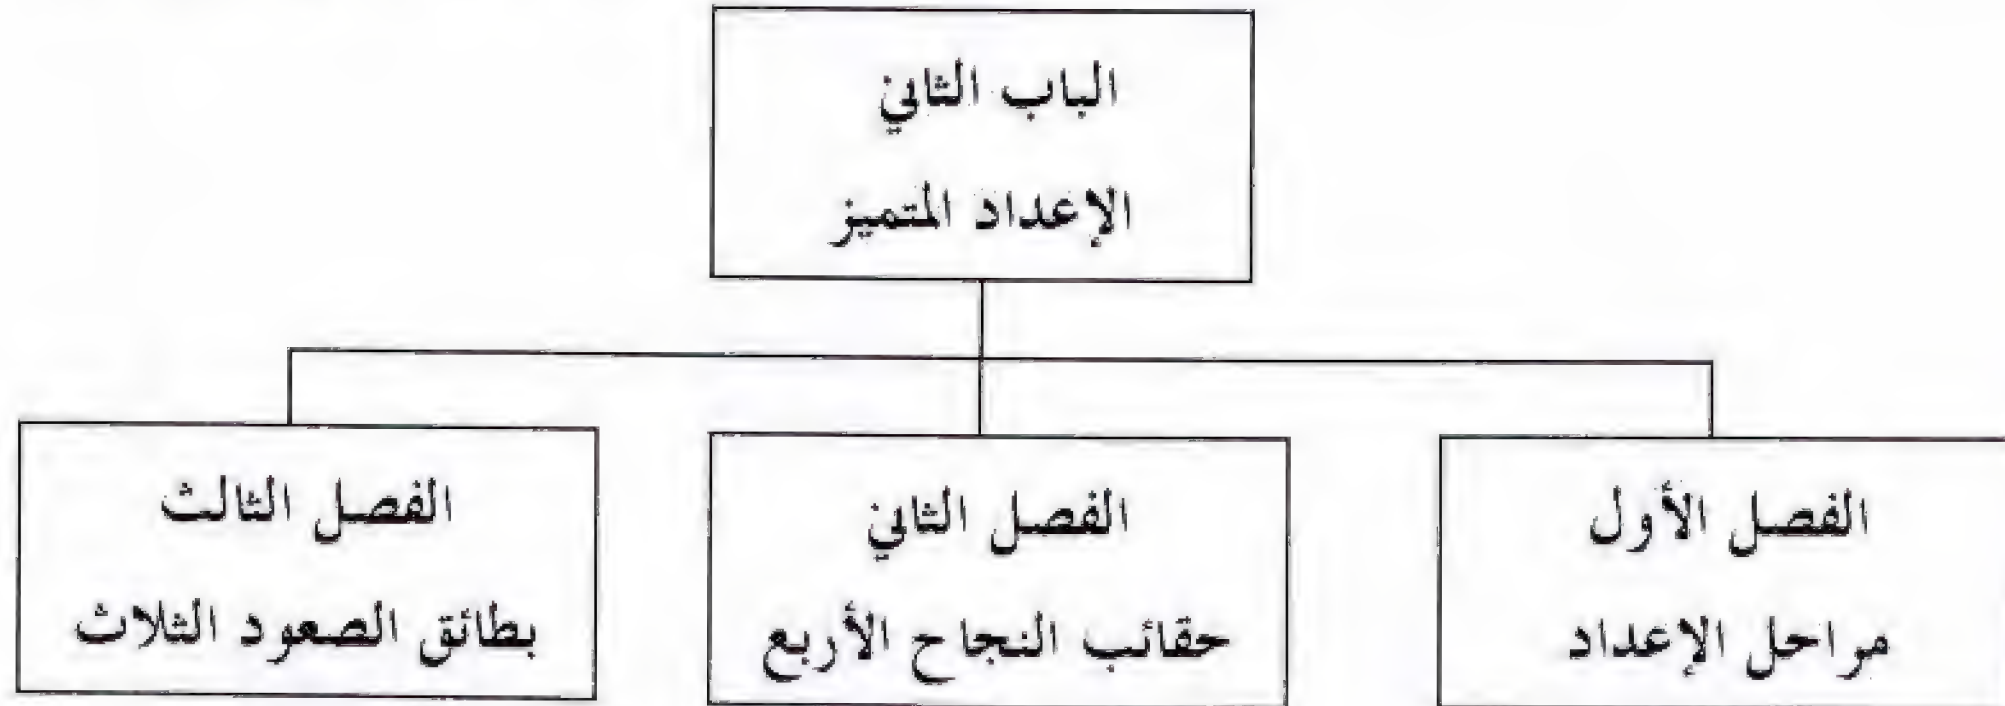 الباب الثاني
الإعداد المتميز
الفصل الأول
مراحل الإعداد
الفصل الثاني
حقائب النجاح الأربع
الفصل الثالث
بطائق الصعود الثلاث